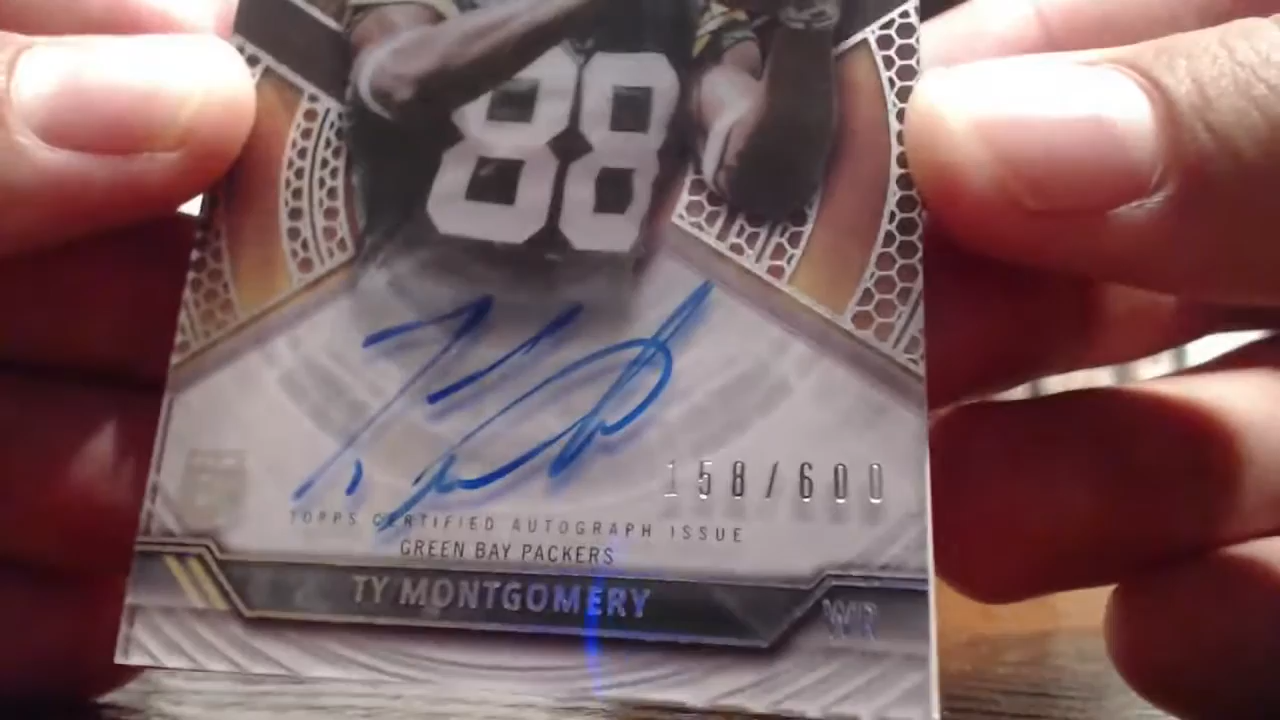 88
158/600
TOPPS CERTIFIED AUTOGRAPH ISSUE
GREEN BAY PACKERS
TY MONTGOMERY
WR